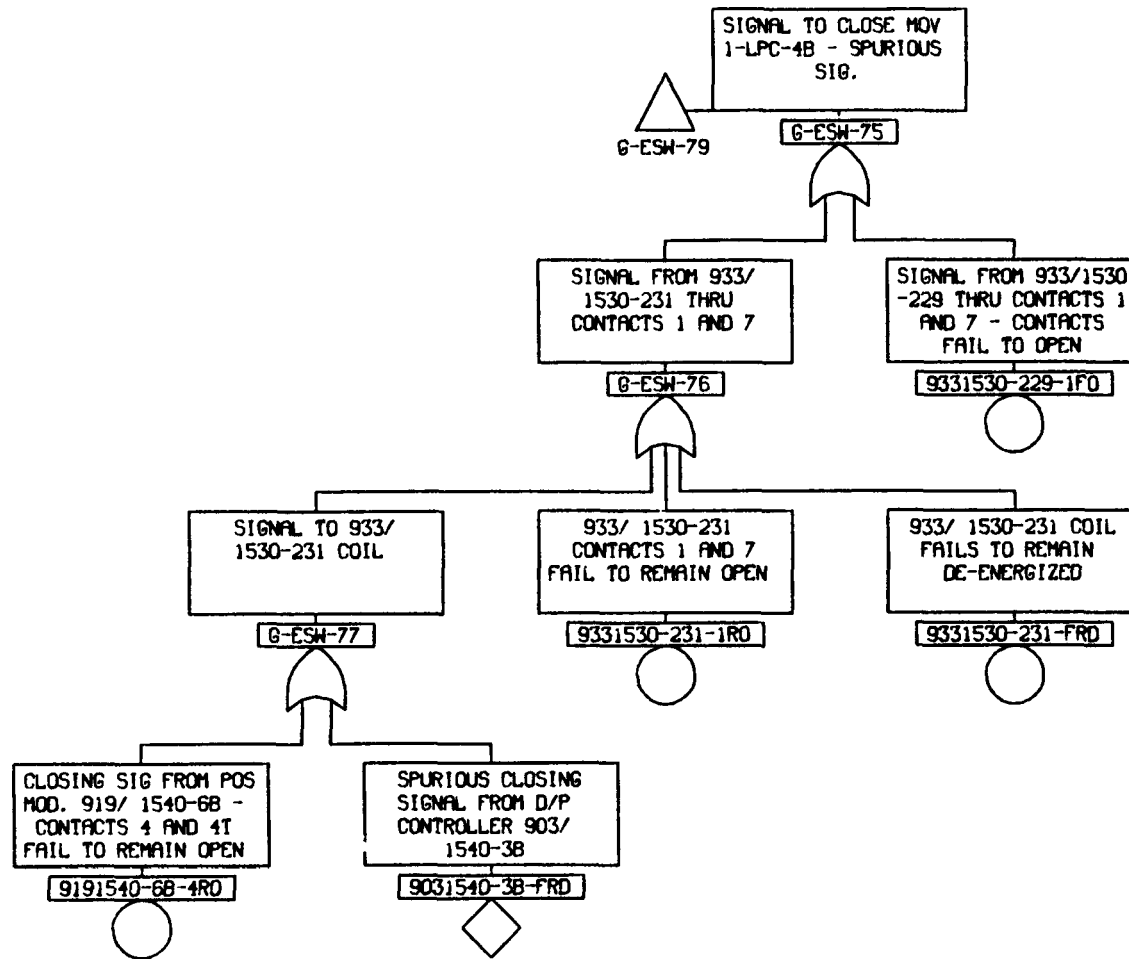 SIGNAL TO CLOSE MOV
1-LPC-4B - SPURIOUS
SIG.
G-ESW-79
G-ESW-75
SIGNAL FROM 933/
1530-231 THRU
CONTACTS 1 AND 7
G-ESW-76
SIGNAL FROM 933/1530
-229 THRU CONTACTS 1
AND 7 - CONTACTS
FAIL TO OPEN
9331530-229-1FO
SIGNAL TO 933/
1530-231 COIL
G-ESW-77
933/ 1530-231
CONTACTS 1 AND 7
FAIL TO REMAIN OPEN
9331530-231-1RO
933/ 1530-231 COIL
FAILS TO REMAIN
DE-ENERGIZED
9331530-231-FRD
CLOSING SIG FROM POS
MOD. 919/ 1540-6B -
CONTACTS 4 AND 4T
FAIL TO REMAIN OPEN
9191540-6B-4RO
SPURIOUS CLOSING
SIGNAL FROM D/P
CONTROLLER 903/
1540-3B
9031540-3B-FRD